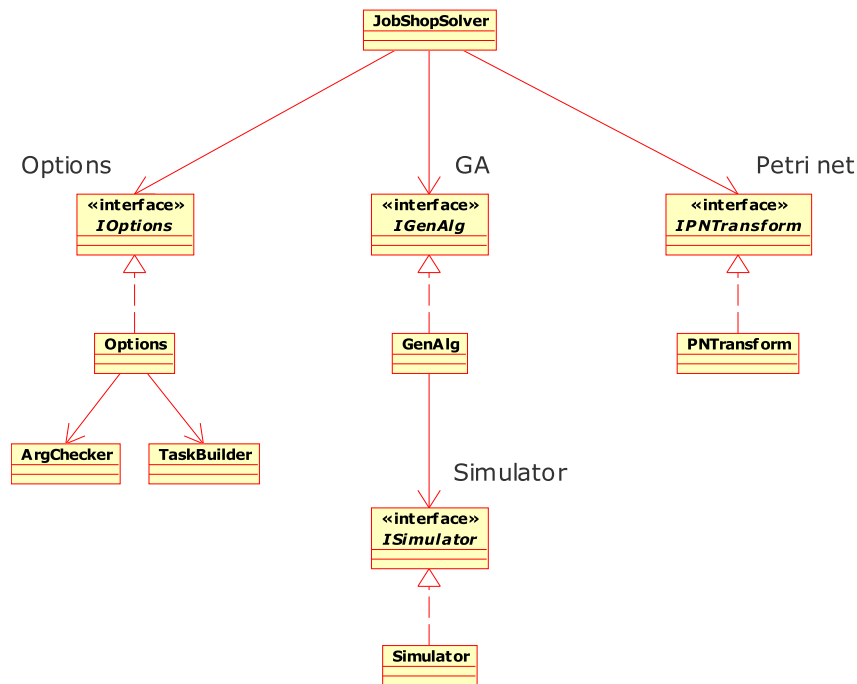 JobShopSolver
Options
GA
Petri net
«interface»
IOptions
«interface»
IGenAlg
«interface»
IPNTransform
Options
GenAlg
PNTransform
ArgChecker
TaskBuilder
Simulator
«interface»
ISimulator
Simulator